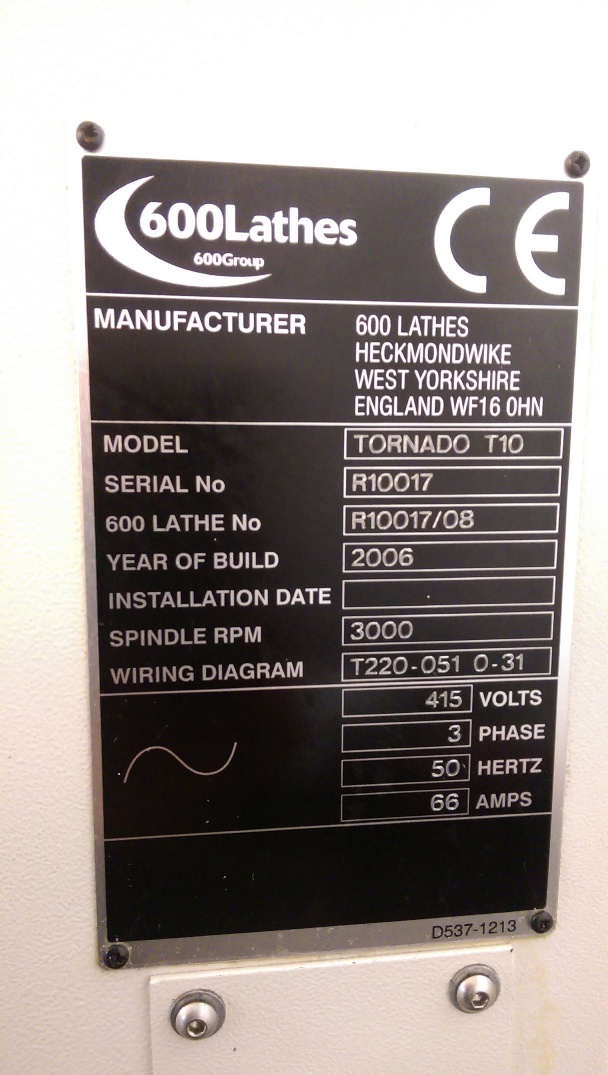 600Lathes
600Group
CE
MANUFACTURER 600 LATHES
HECKMONDWIKE
WEST YORKSHIRE
ENGLAND WF16 0HN
MODEL TORNADO T10
SERIAL No R10017
600 LATHE No R10017/08
YEAR OF BUILD 2006
INSTALLATION DATE
SPINDLE RPM 3000
WIRING DIAGRAM T220-051 0-31
415 VOLTS
3 PHASE
50 HERTZ
66 AMPS
D537-1213